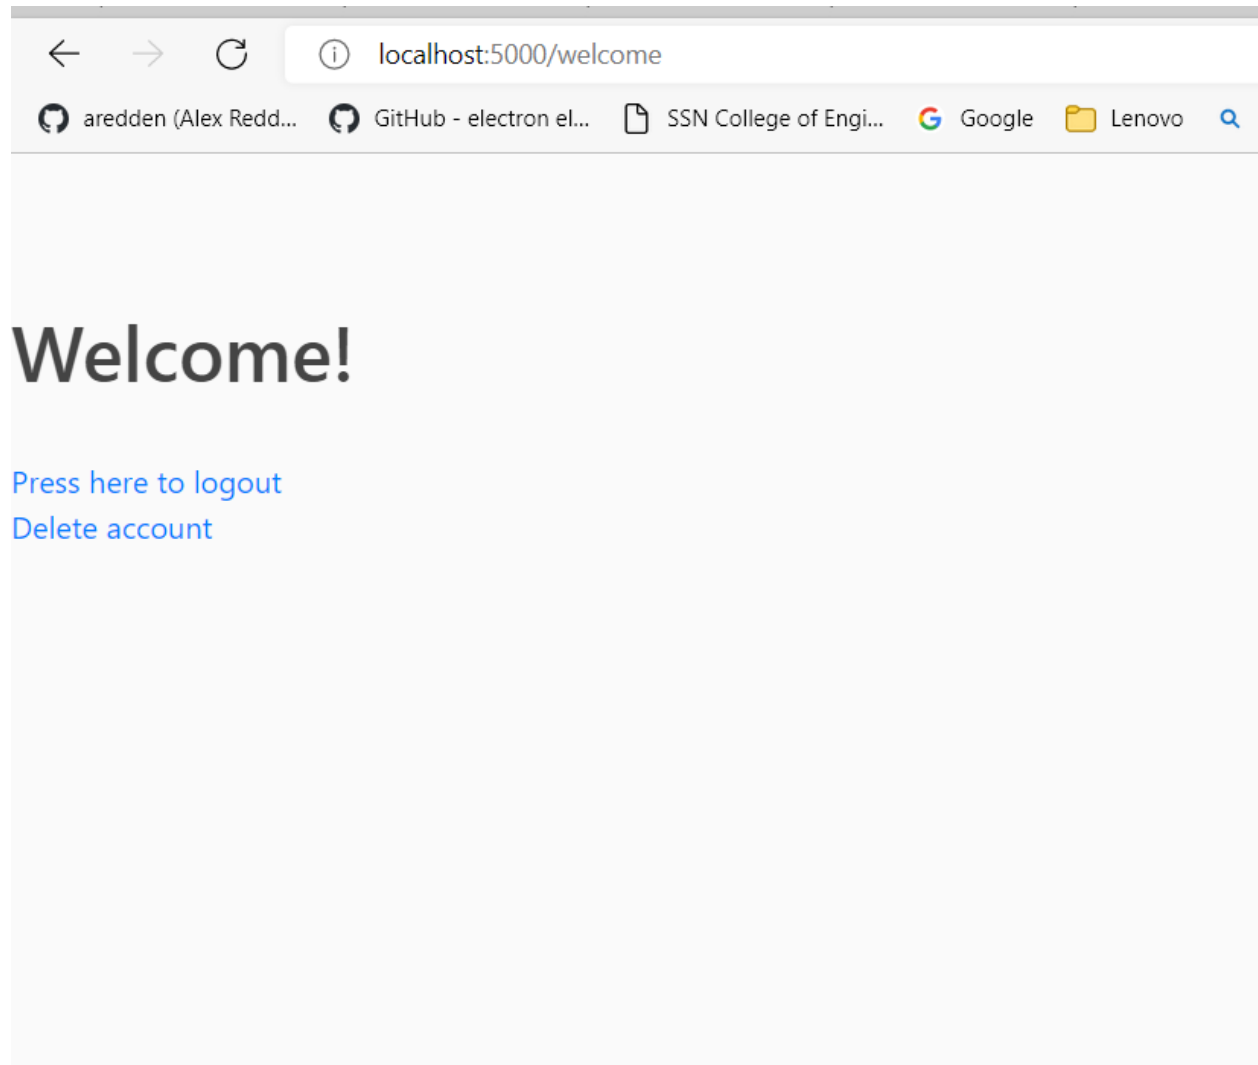 localhost:5000/welcome
aredden (Alex Redd... GitHub - electron el... SSN College of Engi... Google Lenovo
Welcome!
Press here to logout
Delete account